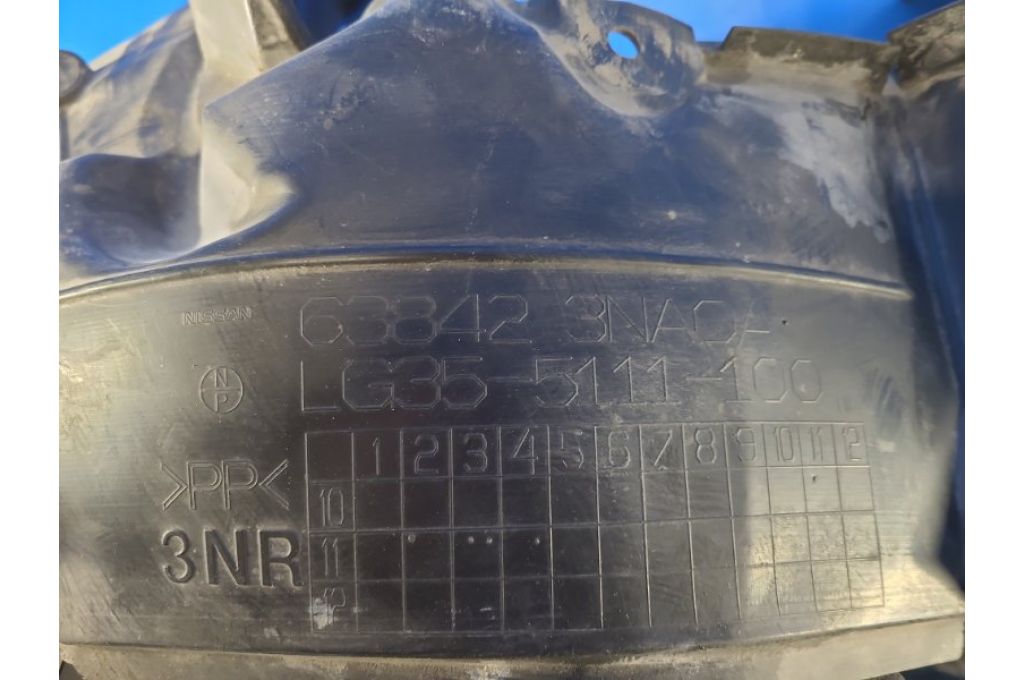 NISSAN 63842 3NA0A
N P LG35-5111-100
1 2 3 4 5 6 7 8 9 10 11 12
>PP< 10
3NR 11